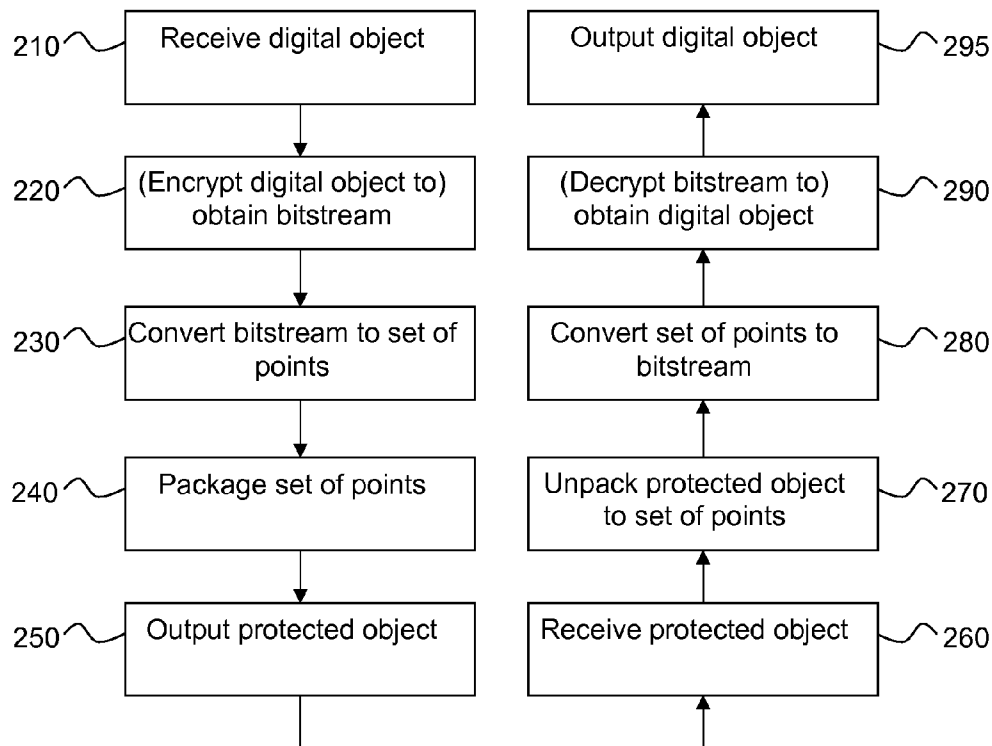 210
Receive digital object
220
(Encrypt digital object to)
obtain bitstream
230
Convert bitstream to set of
points
240
Package set of points
250
Output protected object
Output digital object
295
(Decrypt bitstream to)
obtain digital object
290
Convert set of points to
bitstream
280
Unpack protected object
to set of points
270
Receive protected object
260